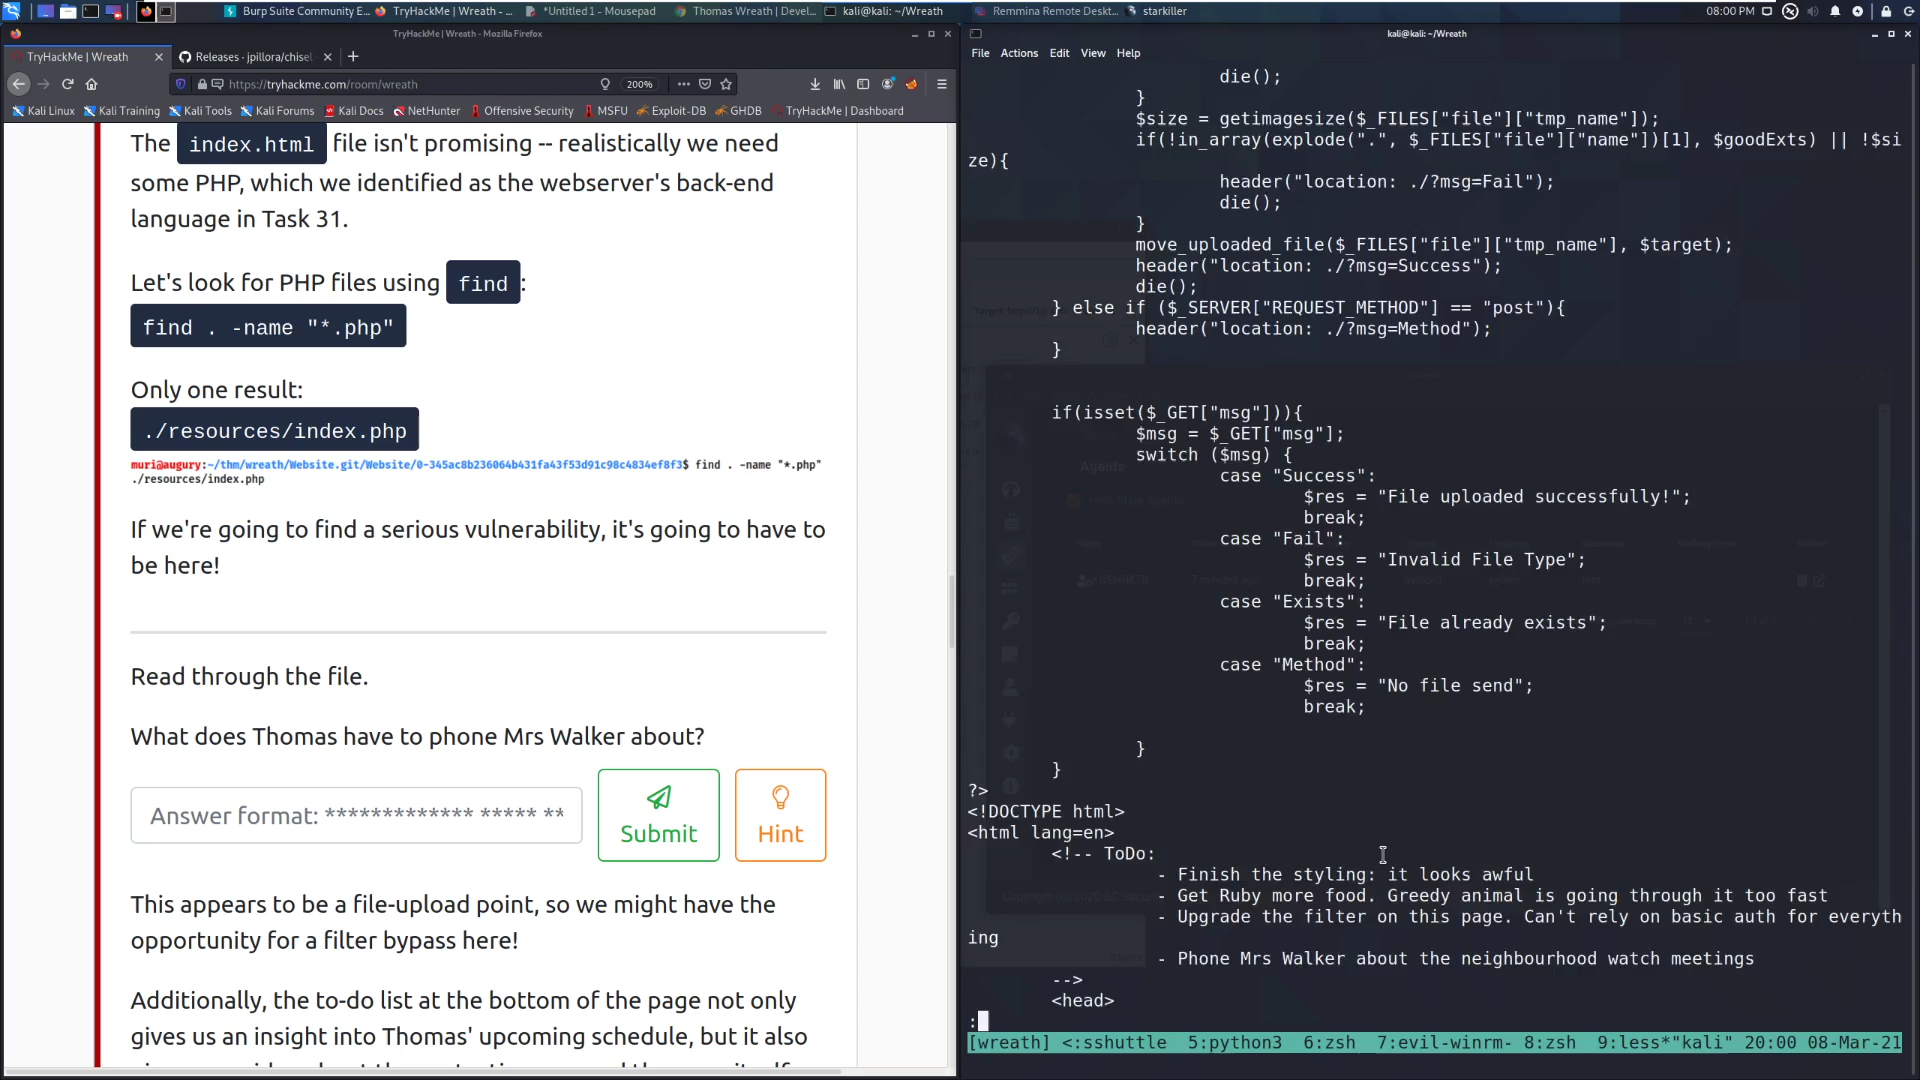 Burp Suite Community E...
TryHackMe | Wreath - ...
*Untitled 1 - Mousepad
Thomas Wreath | Devel...
kali@kali: ~/Wreath
Remmina Remote Deskt...
starkiller
08:00 PM
TryHackMe | Wreath - Mozilla Firefox
TryHackMe | Wreath
Releases · jpillora/chisel
https://tryhackme.com/room/wreath
200%
Kali Linux
Kali Training
Kali Tools
Kali Forums
Kali Docs
NetHunter
Offensive Security
MSFU
Exploit-DB
GHDB
TryHackMe | Dashboard
The index.html file isn't promising -- realistically we need
some PHP, which we identified as the webserver's back-end
language in Task 31.
Let's look for PHP files using find:
find . -name "*.php"
Only one result:
./resources/index.php
muri@augury:~/thm/wreath/Website.git/Website/0-345ac8b236064b431fa43f53d91c98c4834ef8f3$ find . -name "*.php"
./resources/index.php
If we're going to find a serious vulnerability, it's going to have to
be here!
Read through the file.
What does Thomas have to phone Mrs Walker about?
Answer format: ************* ***** **
Submit
Hint
This appears to be a file-upload point, so we might have the
opportunity for a filter bypass here!
Additionally, the to-do list at the bottom of the page not only
gives us an insight into Thomas' upcoming schedule, but it also
kali@kali: ~/Wreath
File Actions Edit View Help
die();
}
$size = getimagesize($_FILES["file"]["tmp_name"]);
if(!in_array(explode(".", $_FILES["file"]["name"])[1], $goodExts) || !$si
ze){
header("location: ./?msg=Fail");
die();
}
move_uploaded_file($_FILES["file"]["tmp_name"], $target);
header("location: ./?msg=Success");
die();
} else if ($_SERVER["REQUEST_METHOD"] == "post"){
header("location: ./?msg=Method");
}
if(isset($_GET["msg"])){
$msg = $_GET["msg"];
switch ($msg) {
case "Success":
$res = "File uploaded successfully!";
break;
case "Fail":
$res = "Invalid File Type";
break;
case "Exists":
$res = "File already exists";
break;
case "Method":
$res = "No file send";
break;
}
}
?>
<!DOCTYPE html>
<html lang=en>
<!-- ToDo:
- Finish the styling: it looks awful
- Get Ruby more food. Greedy animal is going through it too fast
- Upgrade the filter on this page. Can't rely on basic auth for everyth
ing
- Phone Mrs Walker about the neighbourhood watch meetings
-->
<head>
:
[wreath] <:sshuttle 5:python3 6:zsh 7:evil-winrm- 8:zsh 9:less*"kali" 20:00 08-Mar-21